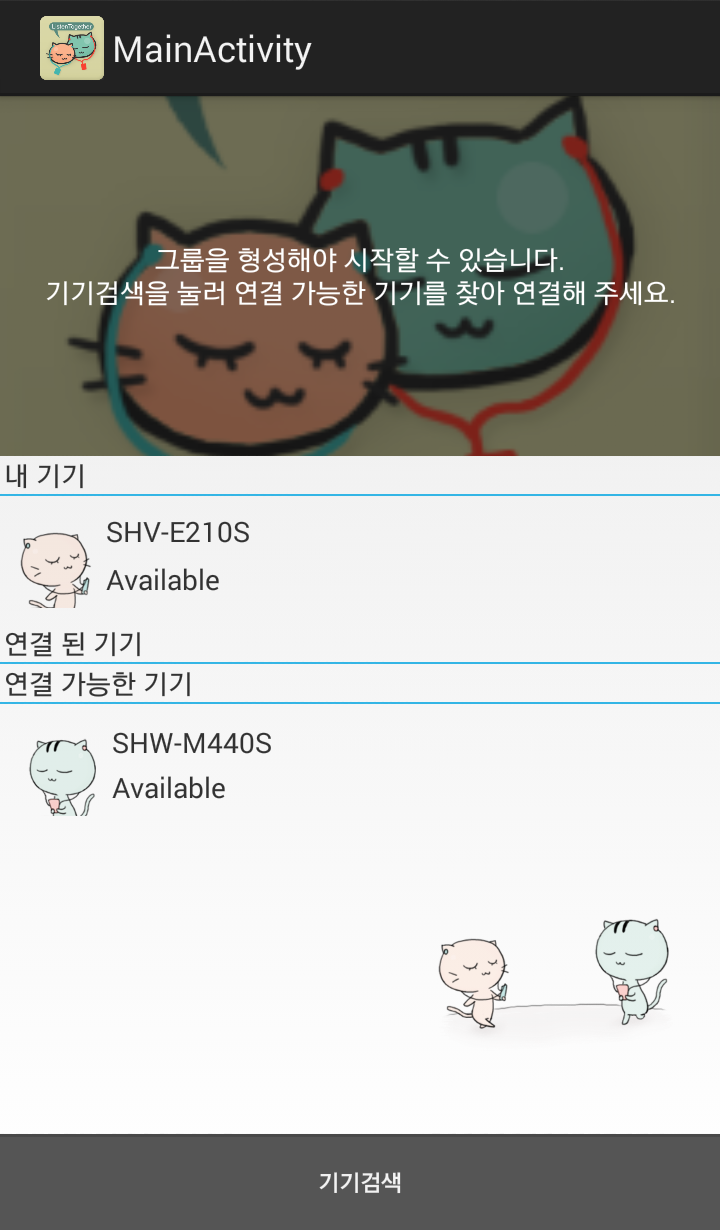 ListenTogether
MainActivity
그룹을 형성해야 시작할 수 있습니다.
기기검색을 눌러 연결 가능한 기기를 찾아 연결해 주세요.
내 기기
SHV-E210S
Available
연결 된 기기
연결 가능한 기기
SHW-M440S
Available
기기검색